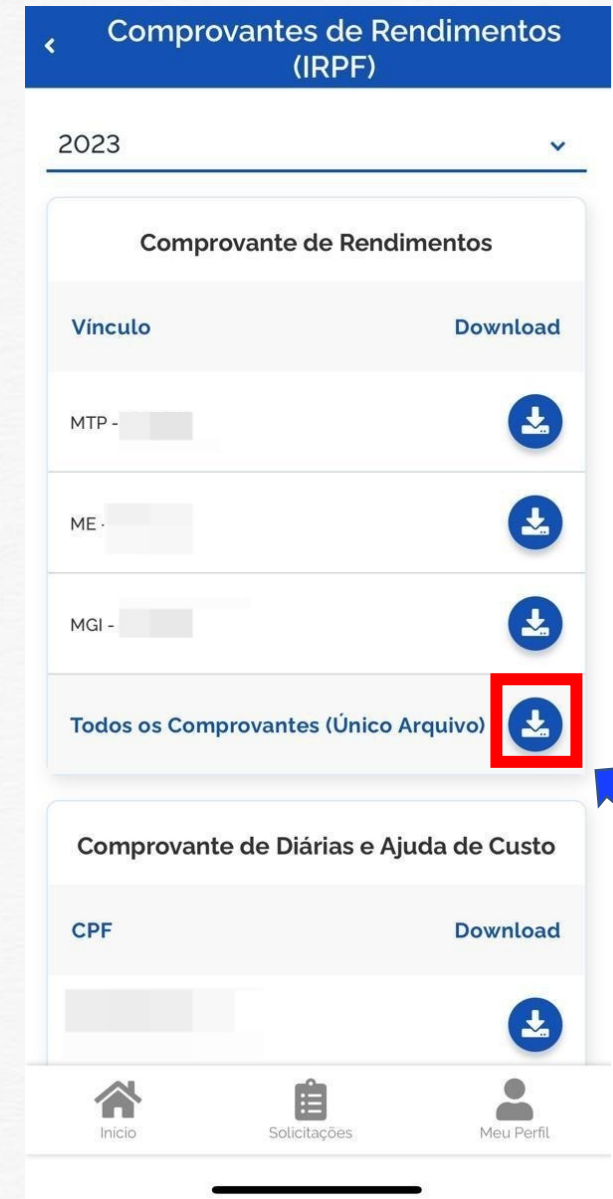 Comprovantes de Rendimentos
(IRPF)
2023
Comprovante de Rendimentos
Vínculo Download
MTP -
ME -
MGI -
Todos os Comprovantes (Único Arquivo)
Comprovante de Diárias e Ajuda de Custo
CPF Download
Início Solicitações Meu Perfil